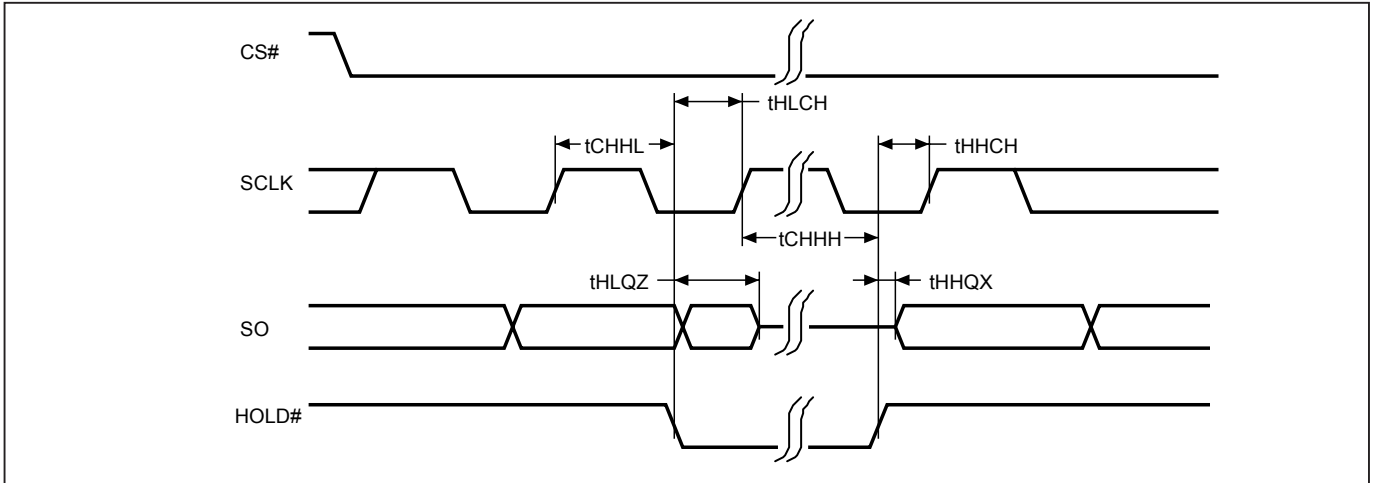 CS#
tHLCH
tCHHL
tHHCH
SCLK
tCHHH
tHLQZ
tHHQX
SO
HOLD#